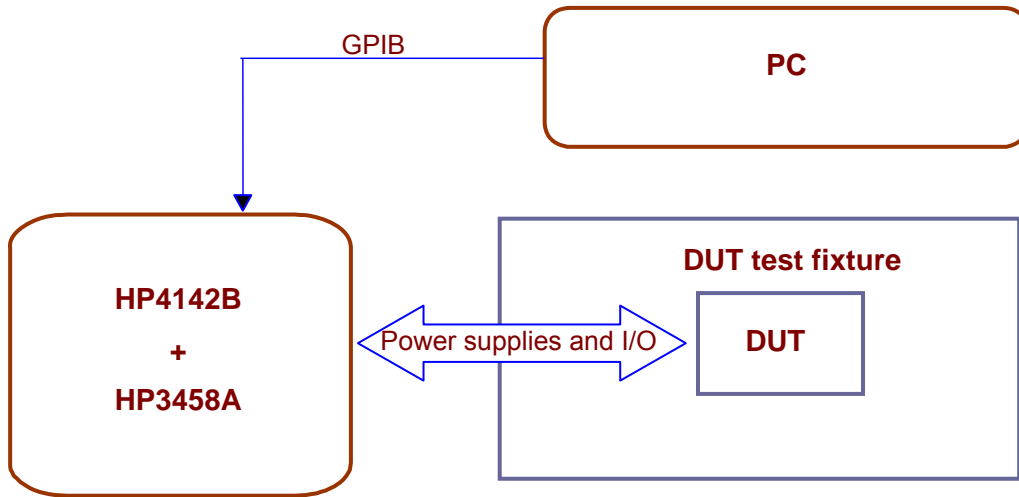 GPIB
PC
HP4142B
+
HP3458A
Power supplies and I/O
DUT test fixture
DUT